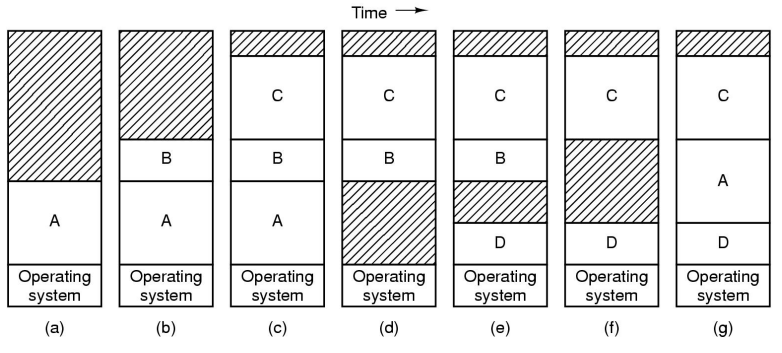 Time
C
C
C
C
C
B
B
B
B
A
A
A
A
D
D
D
Operating
system
Operating
system
Operating
system
Operating
system
Operating
system
Operating
system
Operating
system
(a)
(b)
(c)
(d)
(e)
(f)
(g)